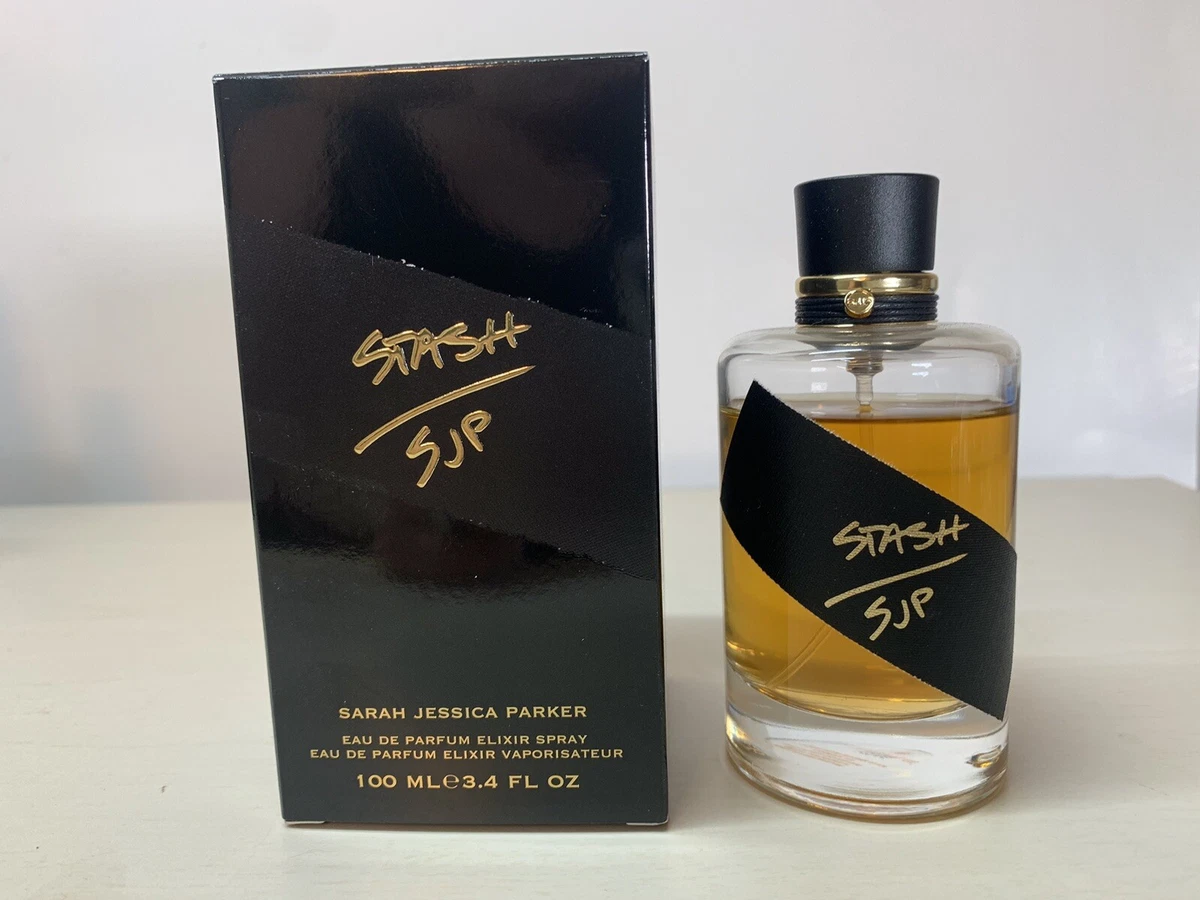 STASH
SJP
SARAH JESSICA PARKER
EAU DE PARFUM ELIXIR SPRAY
EAU DE PARFUM ELIXIR VAPORISATEUR
100 ML℮3.4 FL OZ
STASH
SJP